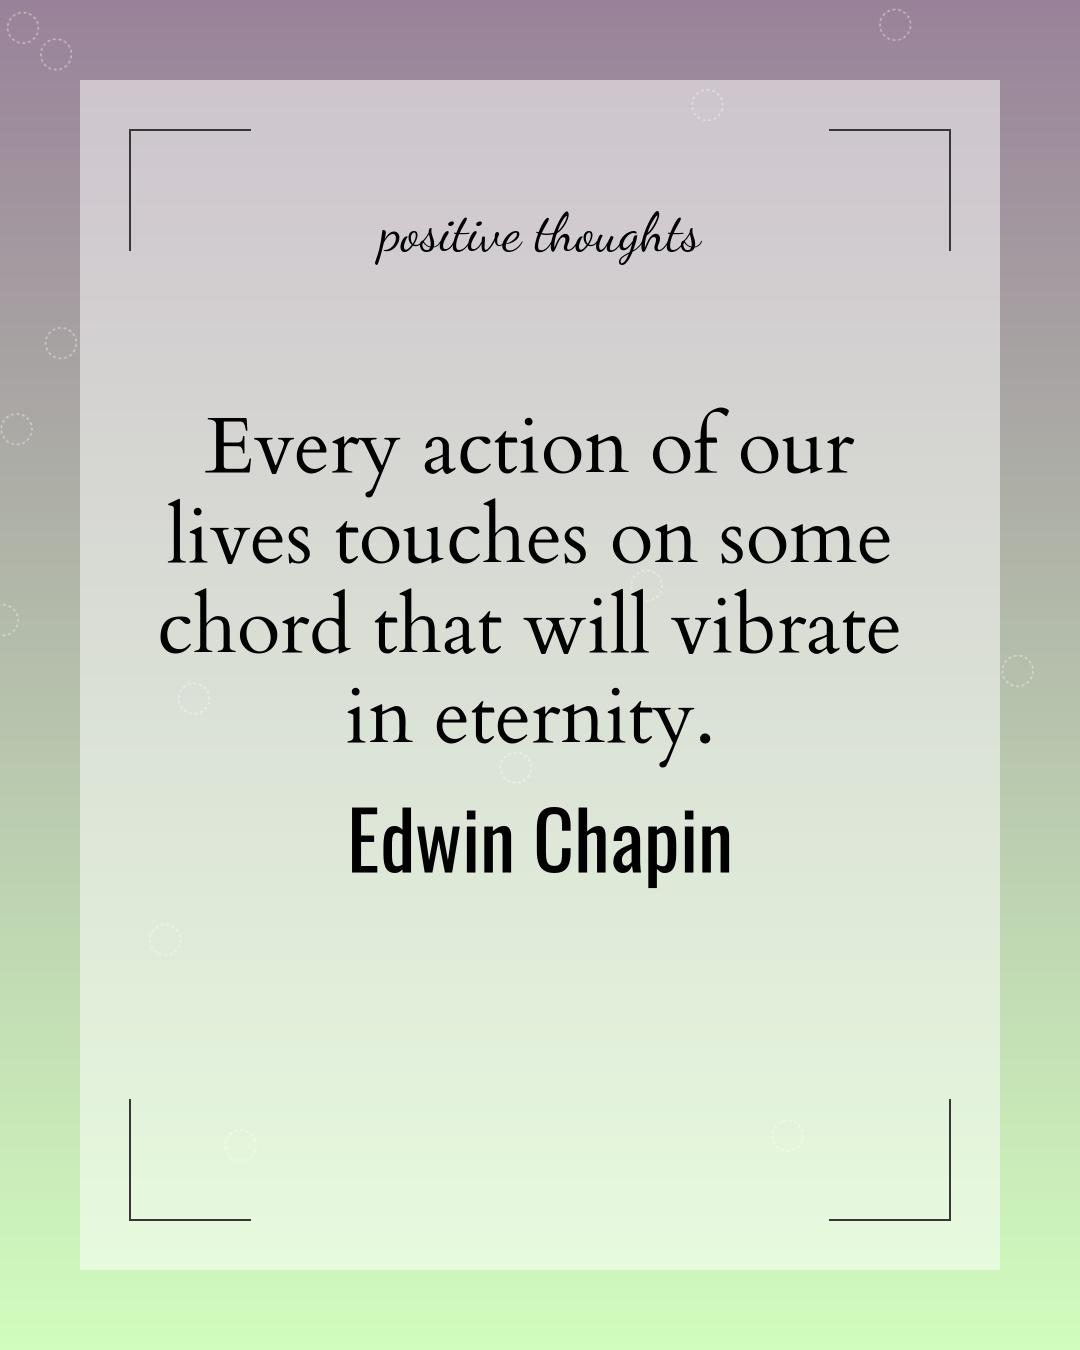 positive thoughts
Every action of our
lives touches on some
chord that will vibrate
in eternity.
Edwin Chapin